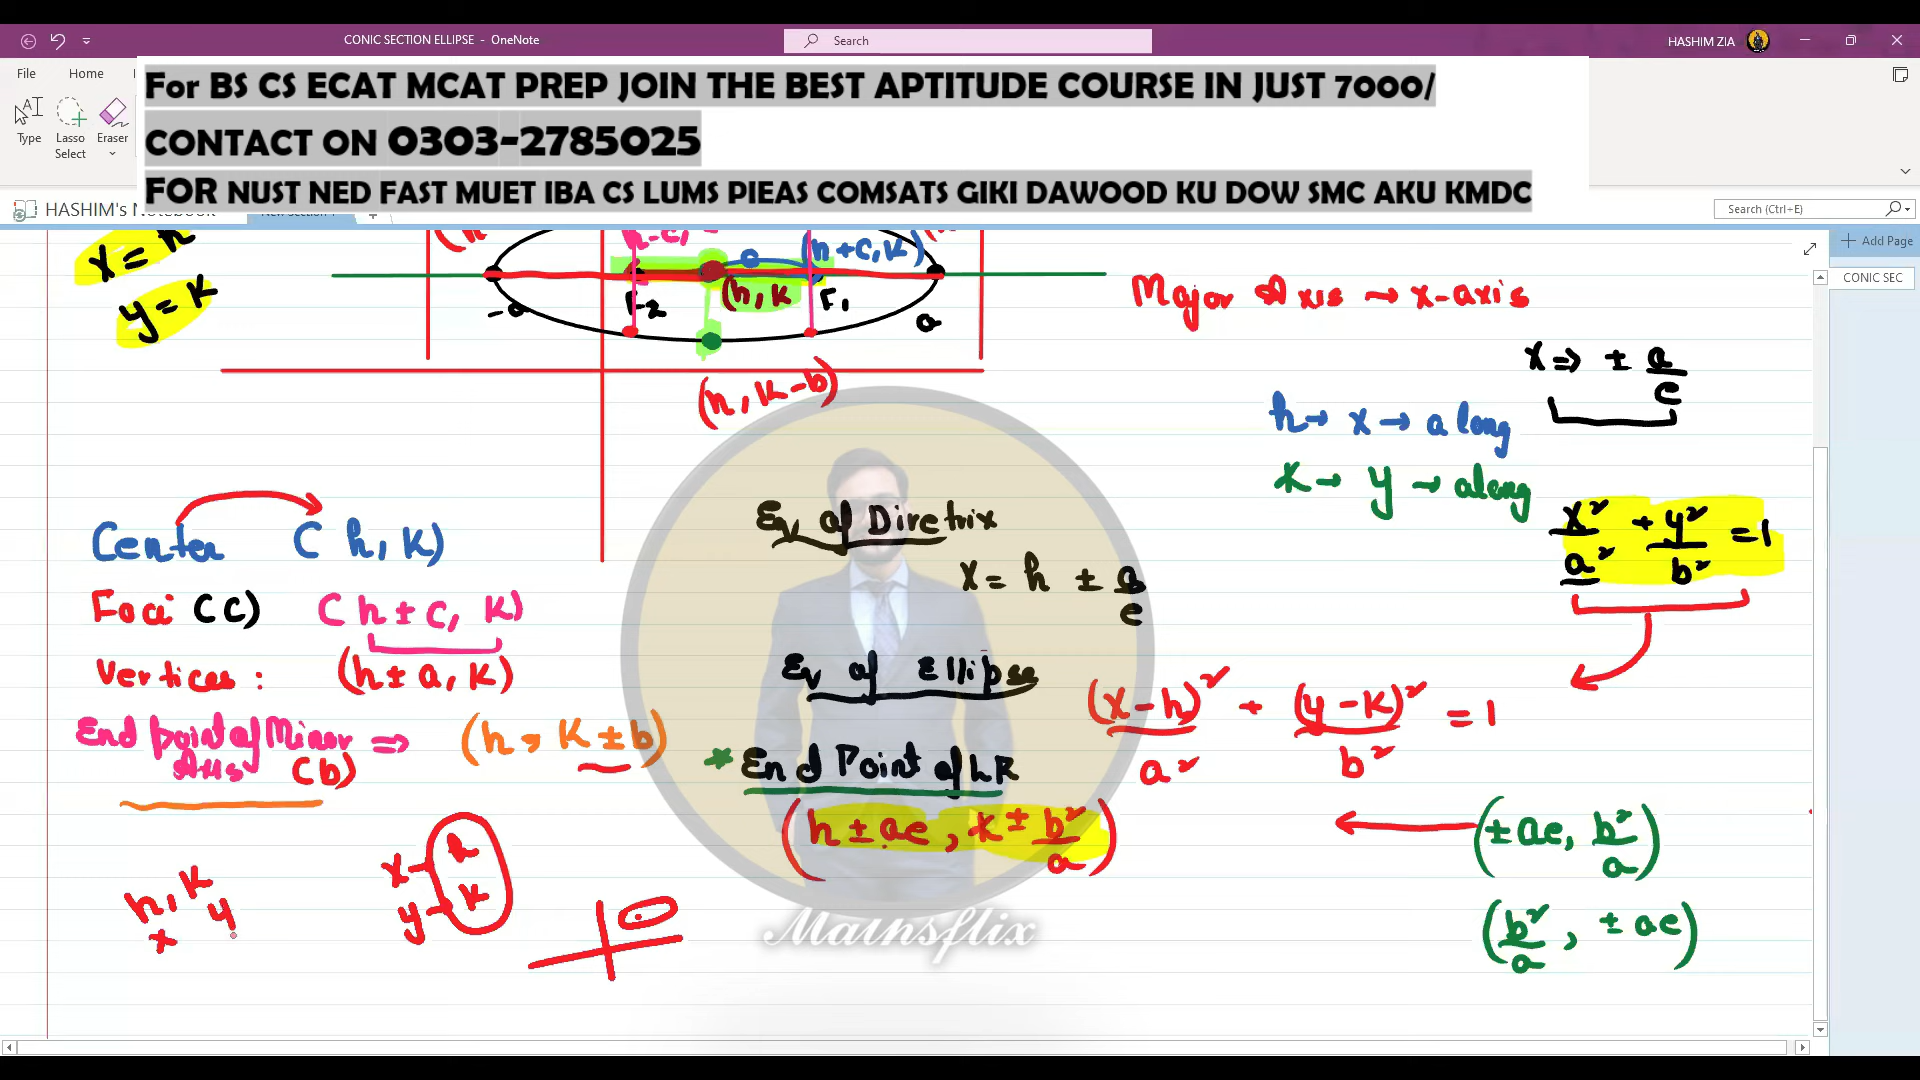 CONIC SECTION ELLIPSE - OneNote
Search
HASHIM ZIA
File Home
For BS CS ECAT MCAT PREP JOIN THE BEST APTITUDE COURSE IN JUST 7000/
CONTACT ON 0303-2785025
FOR NUST NED FAST MUET IBA CS LUMS PIEAS COMSATS GIKI DAWOOD KU DOW SMC AKU KMDC
Type
Lasso Select
Eraser
HASHIM's Notebook
Search (Ctrl+E)
Add Page
CONIC SEC
x = h
y = k
(h+c, k)
(h, k
F2
F1
-a
a
(h, k-b)
Major Axis → x-axis
x ⇒ ± a/e
h → x → along
k → y → along
x²/a² + y²/b² = 1
Center C h, k)
Foci (c) (h ± c, k)
Vertices : (h ± a, k)
End point of Minor Axis (b) ⇒ (h, k ± b)
Eq of Diretrix
x = h ± a/e
Eq of Ellipse
(x-h)²/a² + (y-k)²/b² = 1
* End Point of LR
(h ± ae, k ± b²/a)
(± ae, b²/a)
(b²/a, ± ae)
h, k
x y
x h
y k
Mainsflix